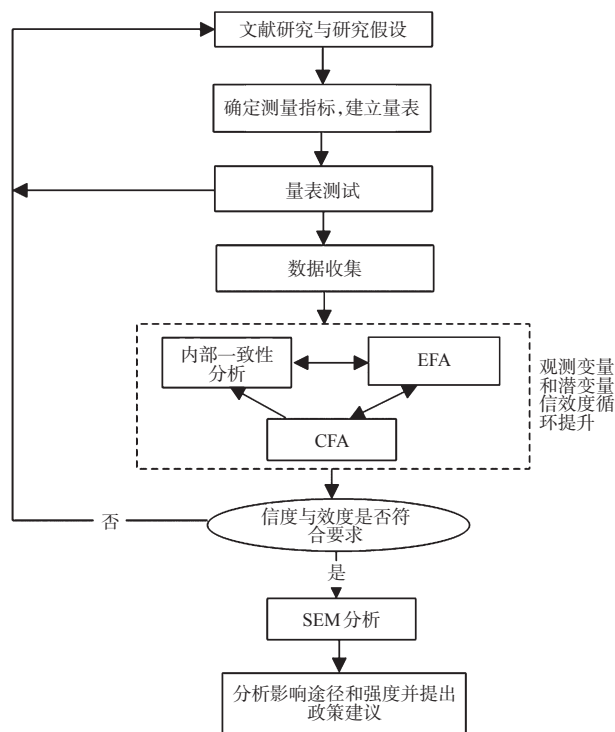 文献研究与研究假设
确定测量指标,建立量表
量表测试
数据收集
内部一致性
分析
EFA
CFA
观测变量
和潜变量
信效度循
环提升
信度与效度是否符
合要求
否
是
SEM分析
分析影响途径和强度并提出
政策建议